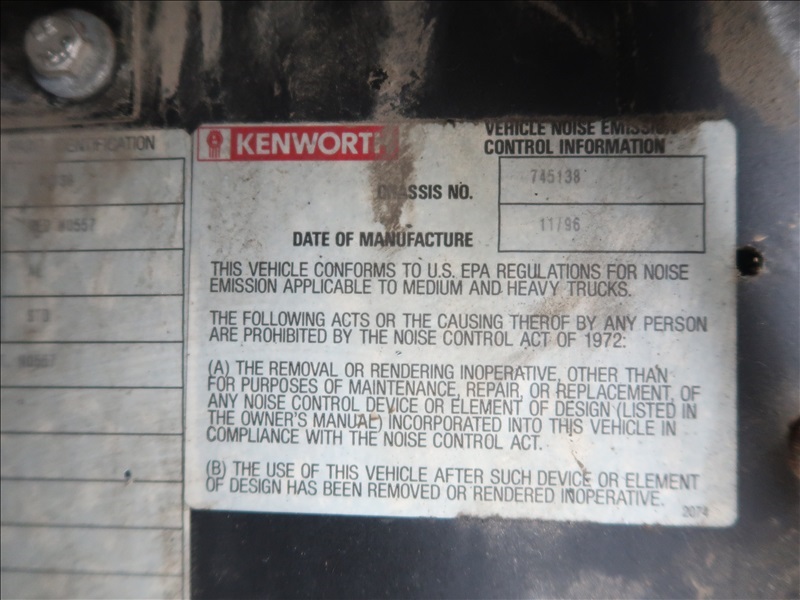 KENWORTH
VEHICLE NOISE EMISSION
CONTROL INFORMATION
CHASSIS NO.
745138
DATE OF MANUFACTURE
11/96
THIS VEHICLE CONFORMS TO U.S. EPA REGULATIONS FOR NOISE
EMISSION APPLICABLE TO MEDIUM AND HEAVY TRUCKS.
THE FOLLOWING ACTS OR THE CAUSING THEROF BY ANY PERSON
ARE PROHIBITED BY THE NOISE CONTROL ACT OF 1972:
(A) THE REMOVAL OR RENDERING INOPERATIVE, OTHER THAN
FOR PURPOSES OF MAINTENANCE, REPAIR, OR REPLACEMENT, OF
ANY NOISE CONTROL DEVICE OR ELEMENT OF DESIGN (LISTED IN
THE OWNER'S MANUAL) INCORPORATED INTO THIS VEHICLE IN
COMPLIANCE WITH THE NOISE CONTROL ACT.
(B) THE USE OF THIS VEHICLE AFTER SUCH DEVICE OR ELEMENT
OF DESIGN HAS BEEN REMOVED OR RENDERED INOPERATIVE.
2074
IDENTIFICATION
STD